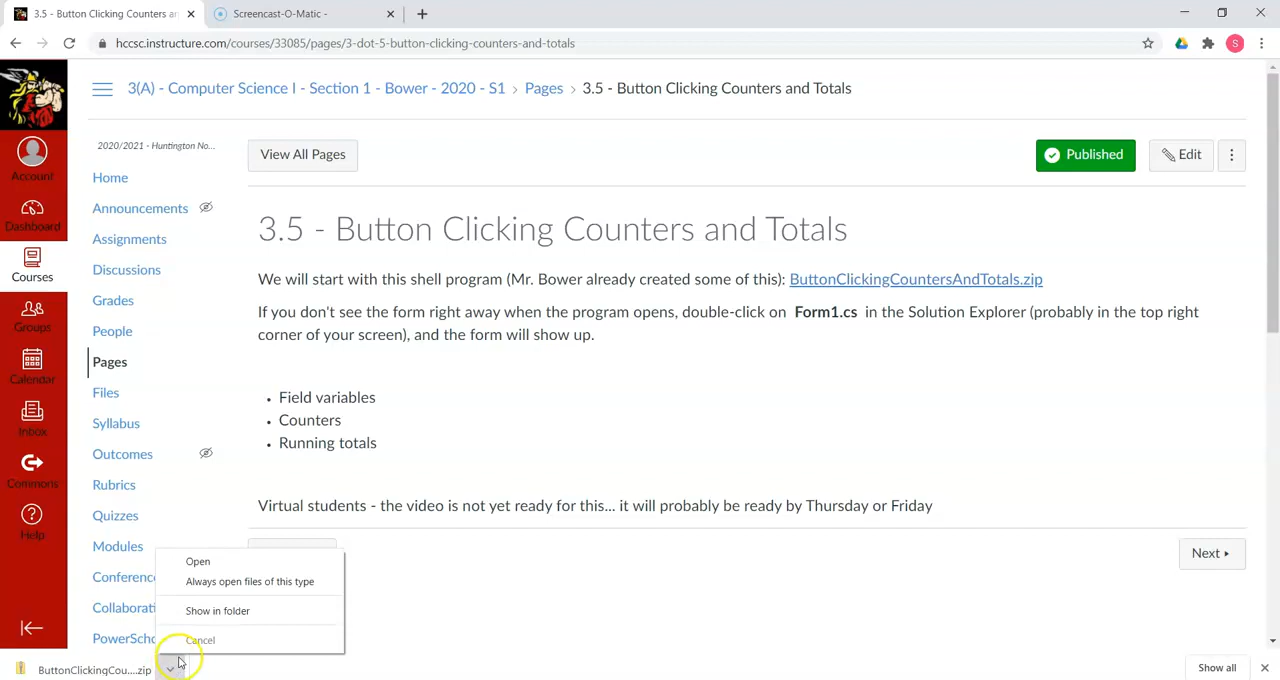 3.5 - Button Clicking Counters an
Screencast-O-Matic -
hccsc.instructure.com/courses/33085/pages/3-dot-5-button-clicking-counters-and-totals
S
3(A) - Computer Science I - Section 1 - Bower - 2020 - S1 › Pages › 3.5 - Button Clicking Counters and Totals
2020/2021 - Huntington No...
View All Pages
Published
Edit
Account
Dashboard
Courses
Groups
Calendar
Inbox
Commons
Help
Home
Announcements
Assignments
Discussions
Grades
People
Pages
Files
Syllabus
Outcomes
Rubrics
Quizzes
Modules
Conference
Collaborati
PowerScho
3.5 - Button Clicking Counters and Totals
We will start with this shell program (Mr. Bower already created some of this): ButtonClickingCountersAndTotals.zip
If you don't see the form right away when the program opens, double-click on Form1.cs in the Solution Explorer (probably in the top right
corner of your screen), and the form will show up.
• Field variables
• Counters
• Running totals
Virtual students - the video is not yet ready for this... it will probably be ready by Thursday or Friday
Next ▸
Open
Always open files of this type
Show in folder
Cancel
ButtonClickingCou....zip
Show all